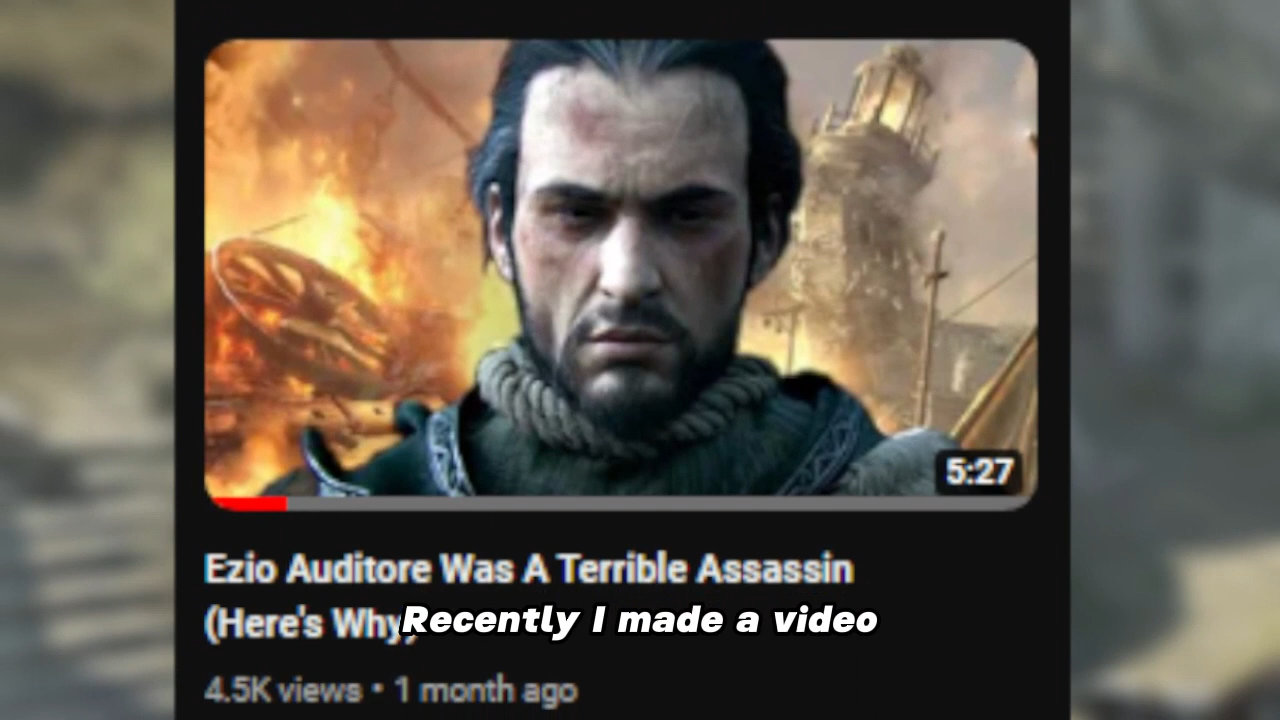 5:27
Ezio Auditore Was A Terrible Assassin
(Here's Why)
Recently I made a video
4.5K views • 1 month ago